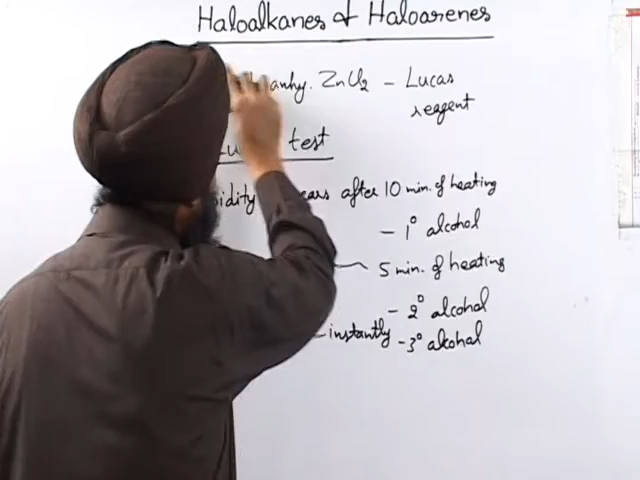 Haloalkanes & Haloarenes
anhy. ZnCl2 - Lucas
reagent
test
after 10 min. of heating
- 1° alcohol
5 min. of heating
- 2° alcohol
- instantly - 3° alcohol